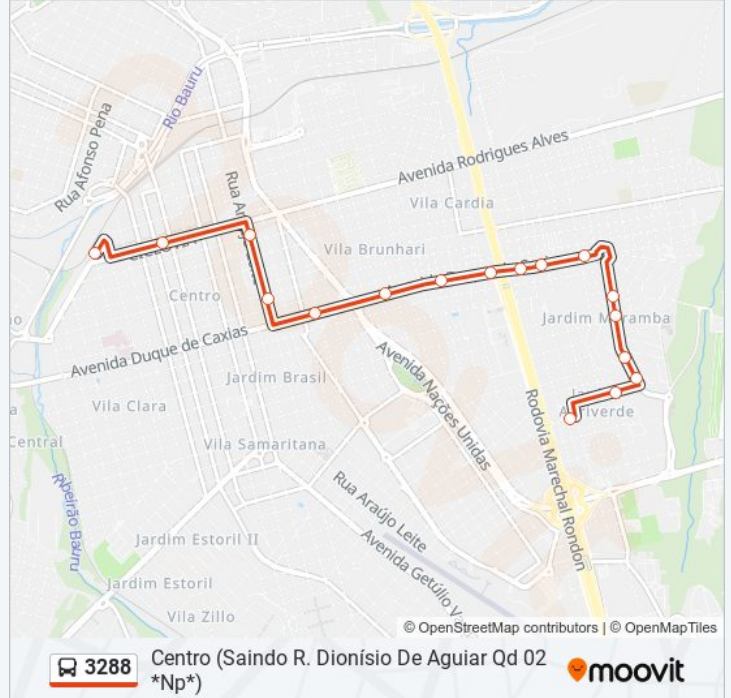 Rio Bauru
Rua Afonso Pena
Avenida Rodrigues Alves
Vila Cardia
Vila Brunhari
Centro
Jardim M ramba
Avenida Duque de Caxias
Jardim Brasil
Avenida Nações Unidas
Vila Clara
Central
Vila Samaritana
Rodovia Marechal Rondon
Ribeirão Bauru
Rua Araújo Leite
Jardim Estoril II
Avenida Getúlio V
Jardim Estoril
Vila Zillo
© OpenStreetMap contributors | © OpenMapTiles
3288
Centro (Saindo R. Dionísio De Aguiar Qd 02
*Np*)
moovit